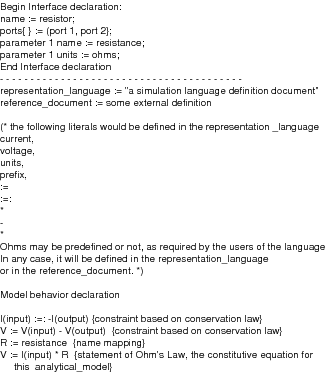 Begin Interface declaration:
name := resistor;
ports{ } := (port 1, port 2};
parameter 1 name := resistance;
parameter 1 units := ohms;
End Interface declaration
- - - - - - - - - - - - - - - - - - - - - - - - - - - - - - - - - - - - - - - -
representation_language := "a simulation language definition document"
reference_document := some external definition
(* the following literals would be defined in the representation _language
current,
voltage,
units,
prefix,
:=
:=:
*
-
*
Ohms may be predefined or not, as required by the users of the language
In any case, it will be defined in the representation_language
or in the reference_document. *)
Model behavior declaration
I(input) :=: -I(output) {constraint based on conservation law}
V := V(input) - V(output)  {constraint based on conservation law}
R := resistance  {name mapping}
V := I(input) * R  {statement of Ohm's Law, the constitutive equation for
this  analytical_model}